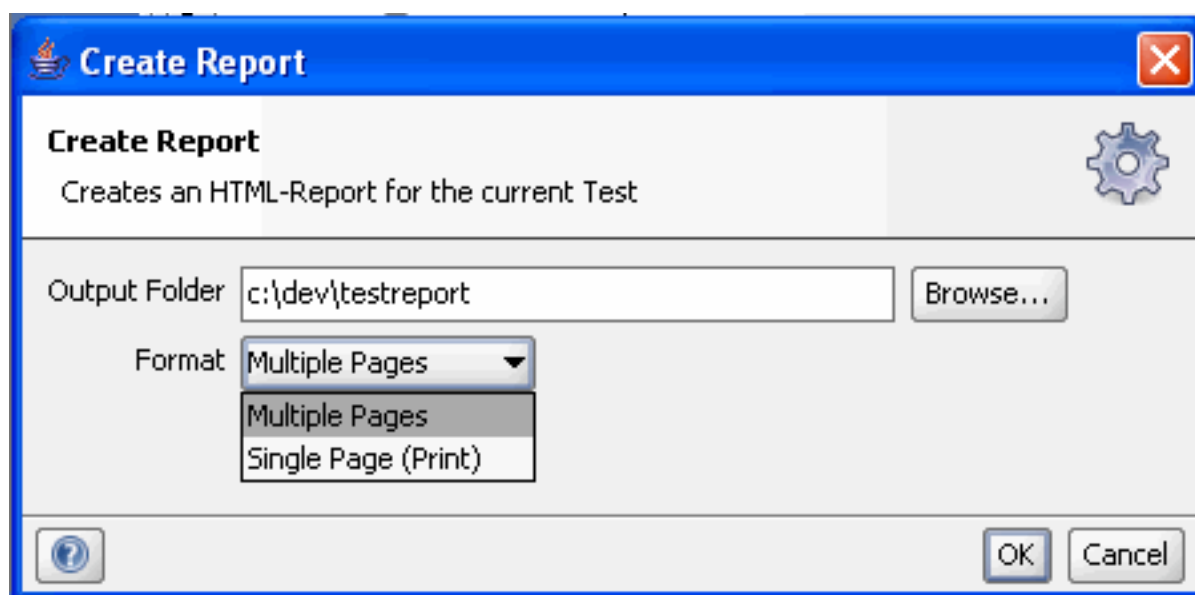 Create Report
Create Report
Creates an HTML-Report for the current Test
Output Folder c:\dev\testreport Browse...
Format Multiple Pages
Multiple Pages
Single Page (Print)
OK Cancel